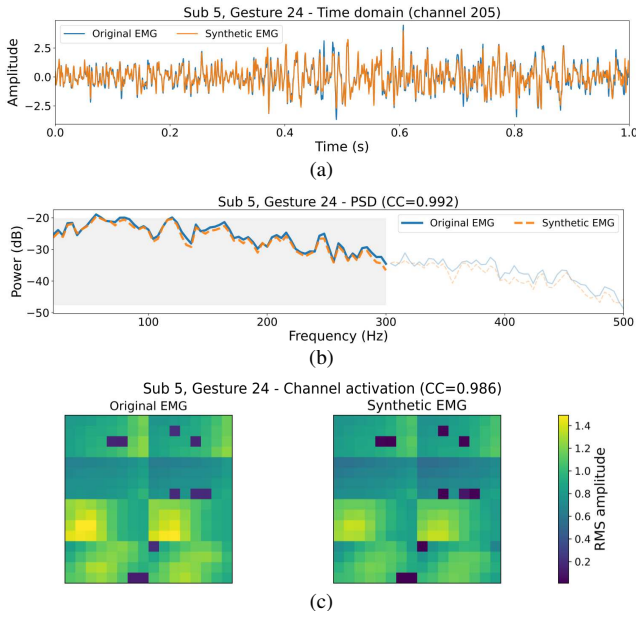 Sub 5, Gesture 24 - Time domain (channel 205)
Original EMG
Synthetic EMG
Amplitude
2.5
0.0
−2.5
0.0
0.2
0.4
0.6
0.8
1.0
Time (s)
(a)
Sub 5, Gesture 24 - PSD (CC=0.992)
Original EMG
Synthetic EMG
Power (dB)
−20
−30
−40
−50
100
200
300
400
500
Frequency (Hz)
(b)
Sub 5, Gesture 24 - Channel activation (CC=0.986)
Original EMG
Synthetic EMG
1.4
1.2
1.0
0.8
0.6
0.4
0.2
RMS amplitude
(c)